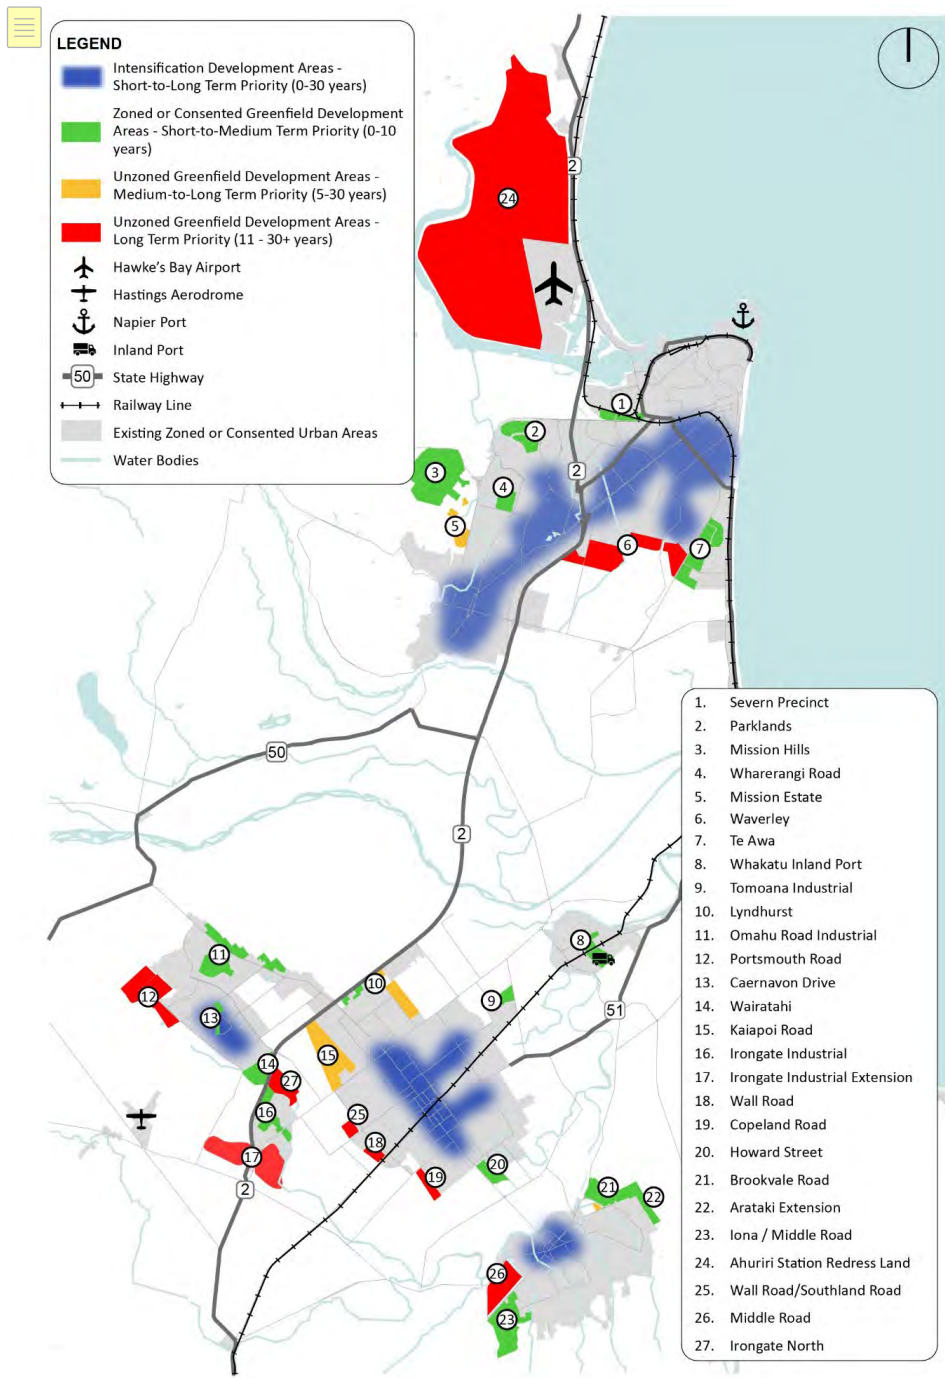 LEGEND
Intensification Development Areas -
Short-to-Long Term Priority (0-30 years)
Zoned or Consented Greenfield Development
Areas - Short-to-Medium Term Priority (0-10
years)
Unzoned Greenfield Development Areas -
Medium-to-Long Term Priority (5-30 years)
Unzoned Greenfield Development Areas -
Long Term Priority (11 - 30+ years)
Hawke's Bay Airport
Hastings Aerodrome
Napier Port
Inland Port
50 State Highway
Railway Line
Existing Zoned or Consented Urban Areas
Water Bodies
2
24
1
2
3
2
4
5
6
7
50
2
8
11
10
12
9
13
51
15
14
27
16
25
18
17
20
19
2
21
22
26
23
1. Severn Precinct
2. Parklands
3. Mission Hills
4. Wharerangi Road
5. Mission Estate
6. Waverley
7. Te Awa
8. Whakatu Inland Port
9. Tomoana Industrial
10. Lyndhurst
11. Omahu Road Industrial
12. Portsmouth Road
13. Caernavon Drive
14. Wairatahi
15. Kaiapoi Road
16. Irongate Industrial
17. Irongate Industrial Extension
18. Wall Road
19. Copeland Road
20. Howard Street
21. Brookvale Road
22. Arataki Extension
23. Iona / Middle Road
24. Ahuriri Station Redress Land
25. Wall Road/Southland Road
26. Middle Road
27. Irongate North